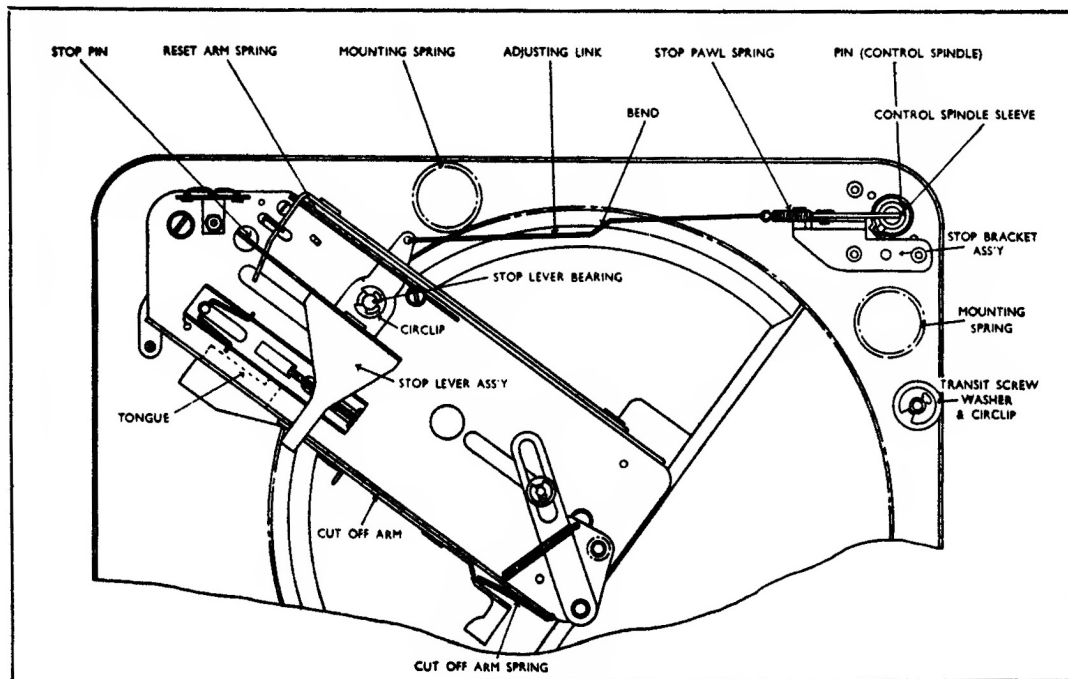 STOP PIN
RESET ARM SPRING
MOUNTING SPRING
ADJUSTING LINK
STOP PAWL SPRING
PIN (CONTROL SPINDLE)
BEND
CONTROL SPINDLE SLEEVE
STOP BRACKET
ASS'Y
STOP LEVER BEARING
MOUNTING
SPRING
CIRCLIP
STOP LEVER ASS'Y
TRANSIT SCREW
WASHER
& CIRCLIP
TONGUE
CUT OFF ARM
CUT OFF ARM SPRING